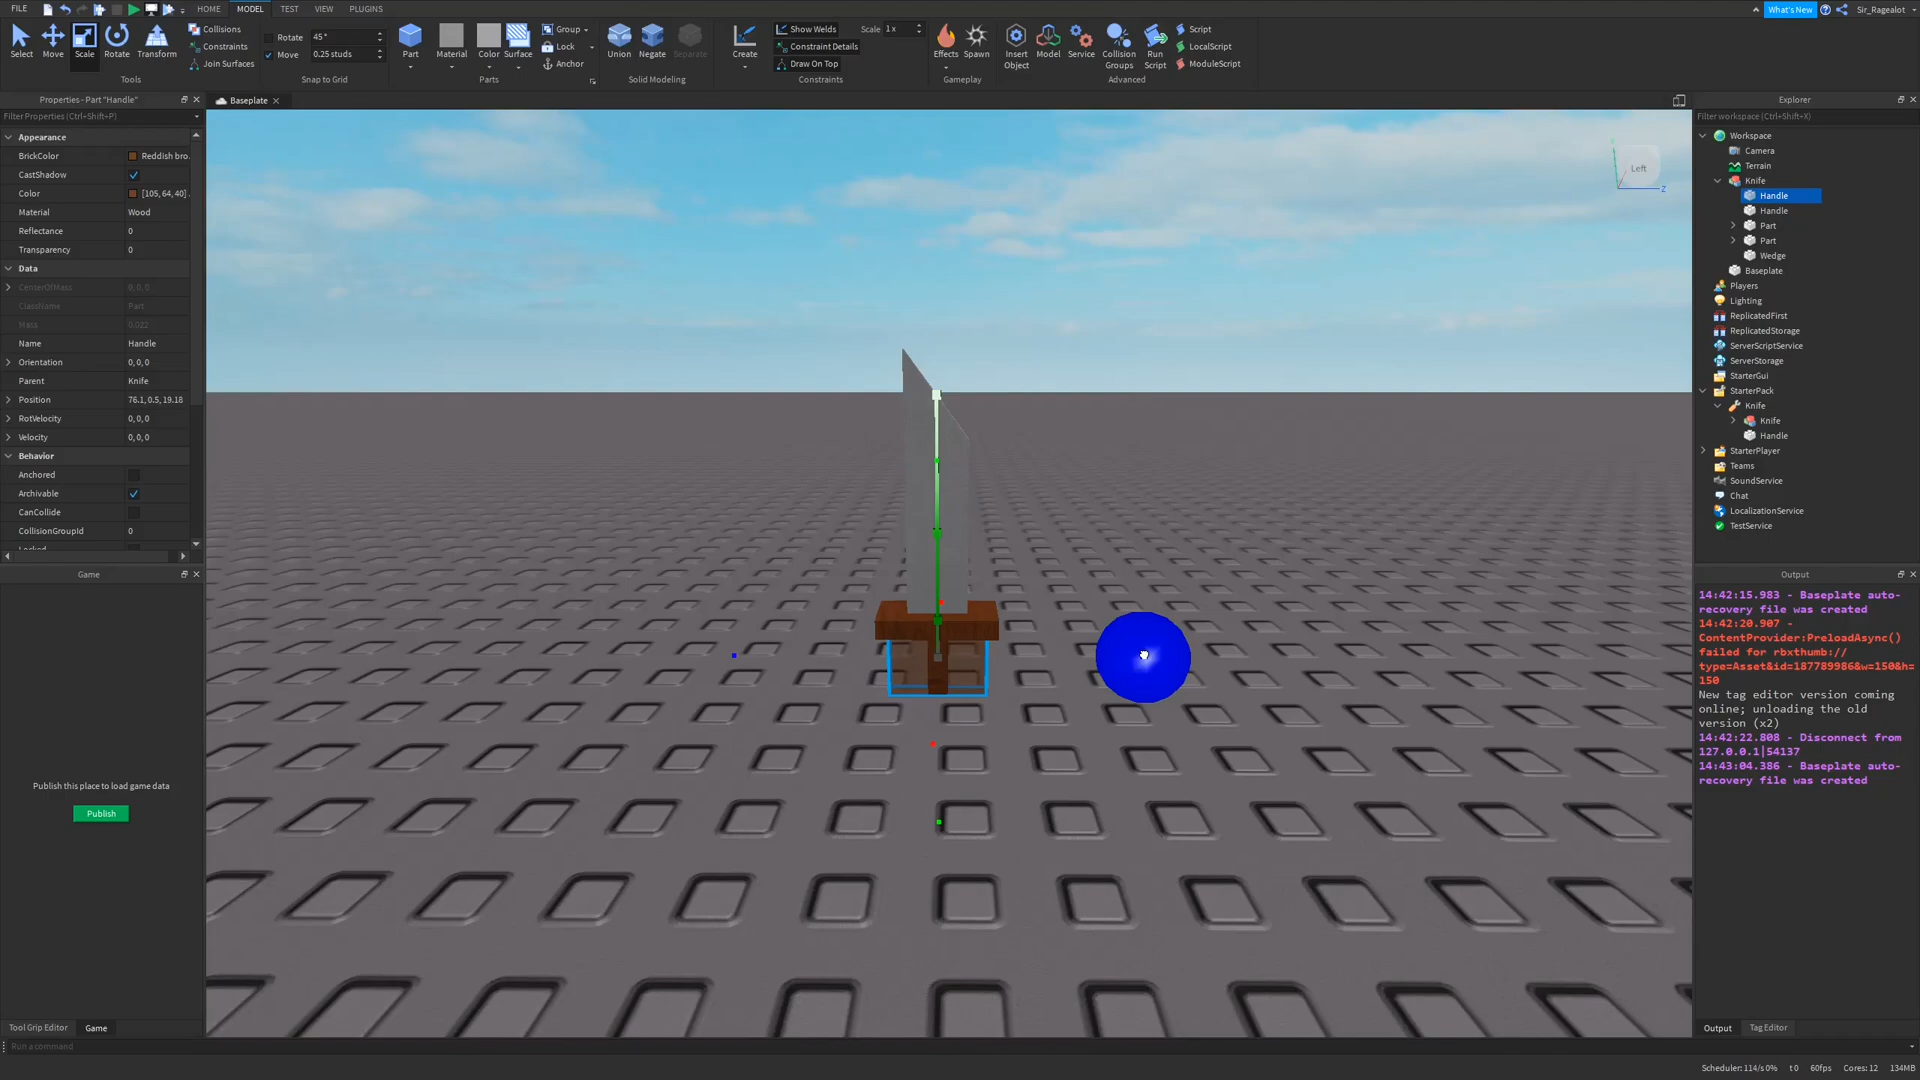 FILE HOME MODEL TEST VIEW PLUGINS What's New Sir_Ragealot
Select Move Scale Rotate Transform
Collisions
Constraints
Join Surfaces
Tools
Rotate 45°
Move 0.25 studs
Snap to Grid
Part Material Color Surface
Group
Lock
Anchor
Parts
Union Negate Separate
Solid Modeling
Create
Show Welds
Constraint Details
Draw On Top
Scale 1 x
Constraints
Effects Spawn
Gameplay
Insert Object
Model
Service
Collision Groups
Run Script
Script
LocalScript
ModuleScript
Advanced
Properties - Part "Handle"
Filter Properties (Ctrl+Shift+P)
Appearance
BrickColor Reddish bro.
CastShadow
Color [105, 64, 40]
Material Wood
Reflectance 0
Transparency 0
Data
CenterOfMass 0, 0, 0
ClassName Part
Mass 0.022
Name Handle
Orientation 0, 0, 0
Parent Knife
Position 76.1, 0.5, 19.18
RotVelocity 0, 0, 0
Velocity 0, 0, 0
Behavior
Anchored
Archivable
CanCollide
CollisionGroupId 0
Locked
Game
Publish this place to load game data
Publish
Tool Grip Editor Game
Run a command
Baseplate
Left
Z
Explorer
Filter workspace (Ctrl+Shift+X)
Workspace
Camera
Terrain
Knife
Handle
Handle
Part
Part
Wedge
Baseplate
Players
Lighting
ReplicatedFirst
ReplicatedStorage
ServerScriptService
ServerStorage
StarterGui
StarterPack
Knife
Knife
Handle
StarterPlayer
Teams
SoundService
Chat
LocalizationService
TestService
Output
14:42:15.983 - Baseplate auto-
recovery file was created
14:42:20.907 -
ContentProvider:PreloadAsync()
failed for rbxthumb://
type=Asset&id=187789986&w=150&h=
150
New tag editor version coming
online; unloading the old
version (x2)
14:42:22.808 - Disconnect from
127.0.0.1|54137
14:43:04.386 - Baseplate auto-
recovery file was created
Output Tag Editor
Scheduler: 114/s 0% t 0 60fps Cores: 12 134MB